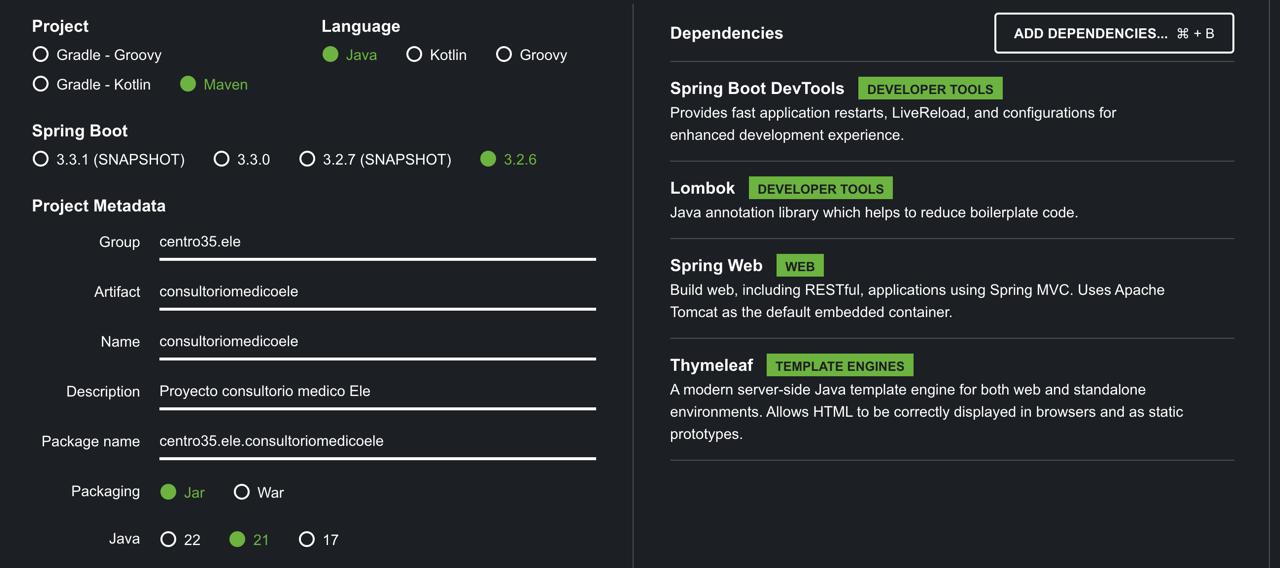 Project
Gradle - Groovy
Gradle - Kotlin Maven
Language
Java Kotlin Groovy
Spring Boot
3.3.1 (SNAPSHOT) 3.3.0 3.2.7 (SNAPSHOT) 3.2.6
Project Metadata
Group centro35.ele
Artifact consultoriomedicoele
Name consultoriomedicoele
Description Proyecto consultorio medico Ele
Package name centro35.ele.consultoriomedicoele
Packaging Jar War
Java 22 21 17
Dependencies ADD DEPENDENCIES... ⌘ + B
Spring Boot DevTools DEVELOPER TOOLS
Provides fast application restarts, LiveReload, and configurations for
enhanced development experience.
Lombok DEVELOPER TOOLS
Java annotation library which helps to reduce boilerplate code.
Spring Web WEB
Build web, including RESTful, applications using Spring MVC. Uses Apache
Tomcat as the default embedded container.
Thymeleaf TEMPLATE ENGINES
A modern server-side Java template engine for both web and standalone
environments. Allows HTML to be correctly displayed in browsers and as static
prototypes.